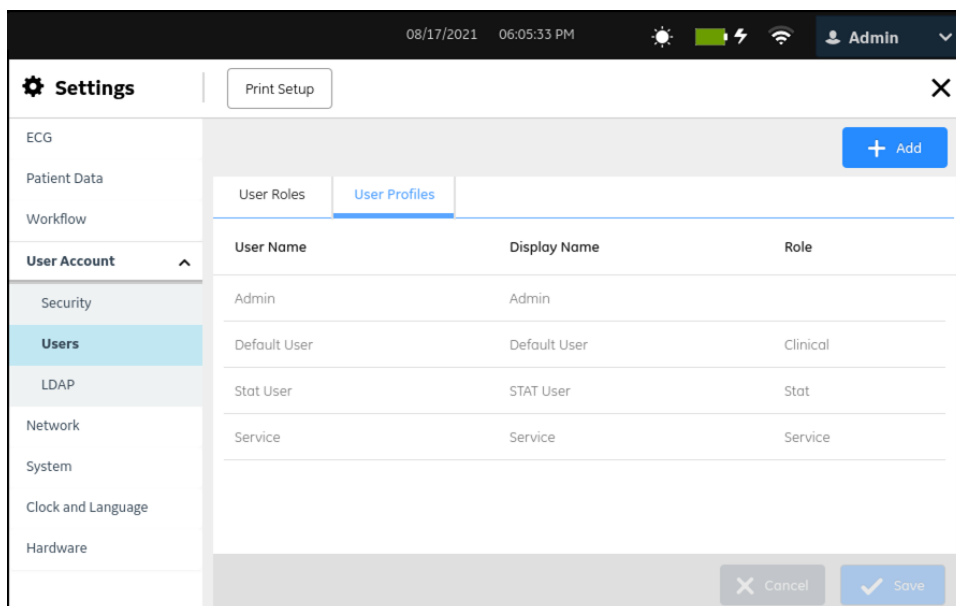 08/17/2021 06:05:33 PM Admin
Settings Print Setup
ECG
Patient Data
Workflow
User Account
Security
Users
LDAP
Network
System
Clock and Language
Hardware
Add
User Roles User Profiles
User Name Display Name Role
Admin Admin
Default User Default User Clinical
Stat User STAT User Stat
Service Service Service
Cancel Save